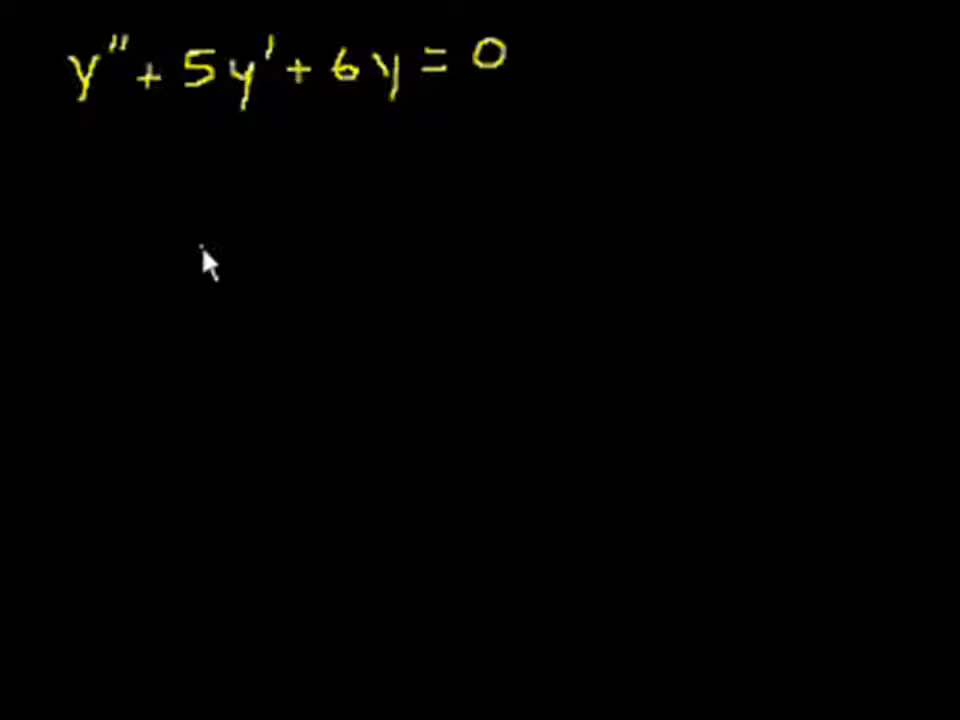 y'' + 5y' + 6y = 0